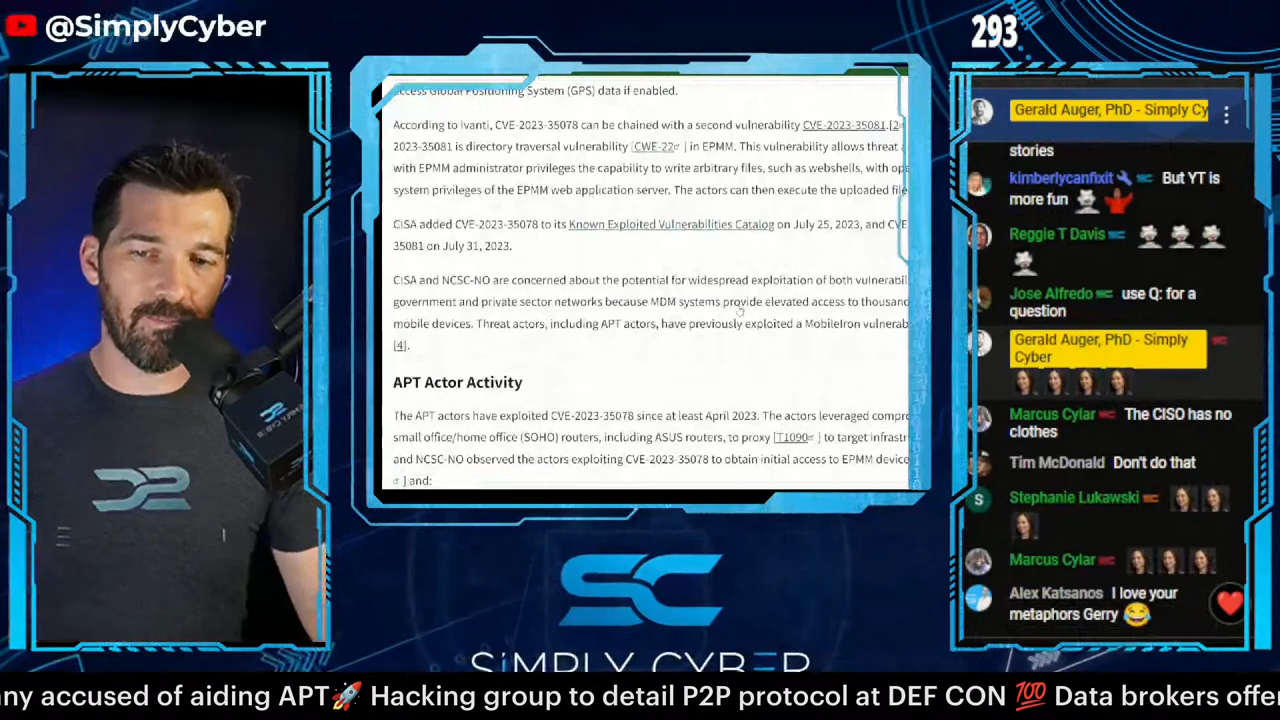 @SimplyCyber
293
access Global Positioning System (GPS) data if enabled.
According to Ivanti, CVE-2023-35078 can be chained with a second vulnerability CVE-2023-35081.[2
2023-35081 is directory traversal vulnerability [CWE-22 ] in EPMM. This vulnerability allows threat
with EPMM administrator privileges the capability to write arbitrary files, such as webshells, with ope
system privileges of the EPMM web application server. The actors can then execute the uploaded file
CISA added CVE-2023-35078 to its Known Exploited Vulnerabilities Catalog on July 25, 2023, and CVE
35081 on July 31, 2023.
CISA and NCSC-NO are concerned about the potential for widespread exploitation of both vulnerabil
government and private sector networks because MDM systems provide elevated access to thousand
mobile devices. Threat actors, including APT actors, have previously exploited a MobileIron vulnerab
[4].
APT Actor Activity
The APT actors have exploited CVE-2023-35078 since at least April 2023. The actors leveraged compr
small office/home office (SOHO) routers, including ASUS routers, to proxy [T1090 ] to target infrastr
and NCSC-NO observed the actors exploiting CVE-2023-35078 to obtain initial access to EPMM device
] and:
Gerald Auger, PhD - Simply Cy
stories
kimberlycanfixit But YT is
more fun
Reggie T Davis
Jose Alfredo use Q: for a
question
Gerald Auger, PhD - Simply
Cyber
Marcus Cylar The CISO has no
clothes
Tim McDonald Don't do that
S Stephanie Lukawski
Marcus Cylar
Alex Katsanos I love your
metaphors Gerry
SC
SIMPLY CYBER
ny accused of aiding APT🚀 Hacking group to detail P2P protocol at DEF CON 💯 Data brokers offe